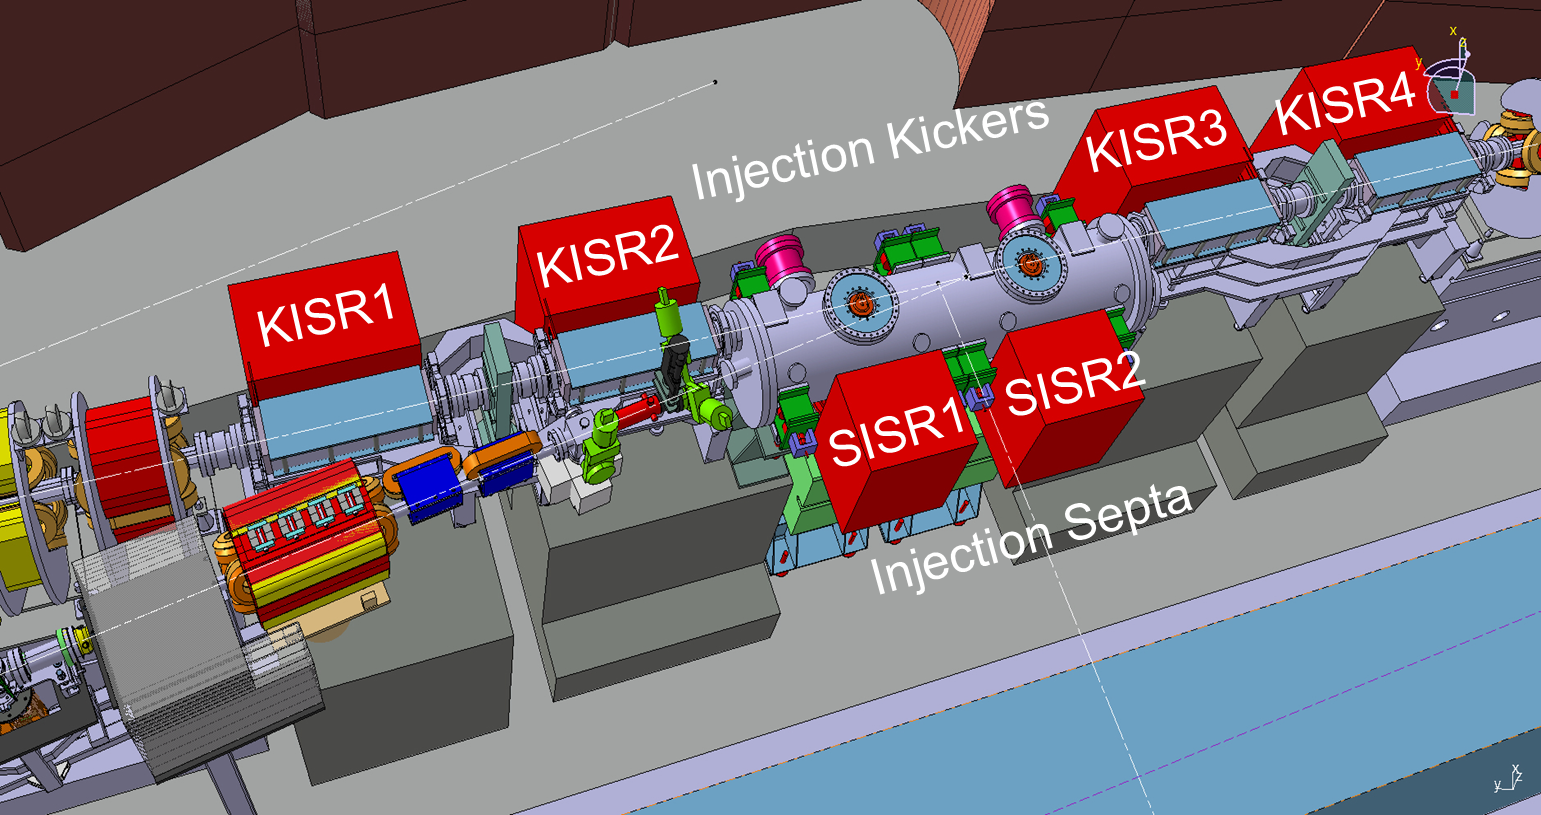 Injection Kickers
KISR1
KISR2
KISR3
KISR4
SISR1
SISR2
Injection Septa
x
z
y
x
z
y